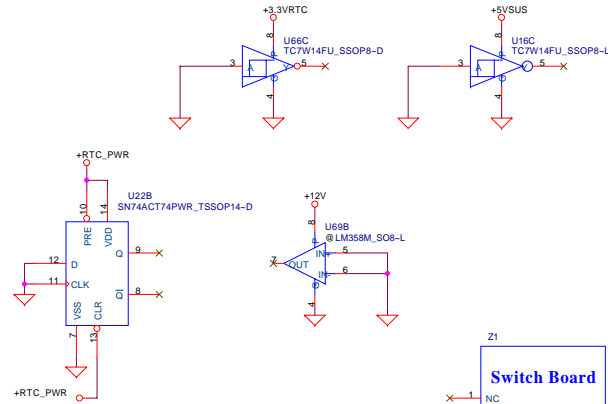 +3.3VRTC
+5VSUS
8
U66C
TC7W14FU_SSOP8-D
P
3 A Y 5
G
4
8
U16C
TC7W14FU_SSOP8-L
P
3 A Y 5
G
4
+RTC_PWR
10 14
U22B
SN74ACT74PWR_TSSOP14-D
PRE VDD
Q 9
12 D
11 CLK
Q 8
VSS CLR
7 13
+RTC_PWR
+12V
8
U69B
@LM358M_SO8-L
P
7 OUT IN+ 5
IN- 6
G
4
Z1
Switch Board
1 NC